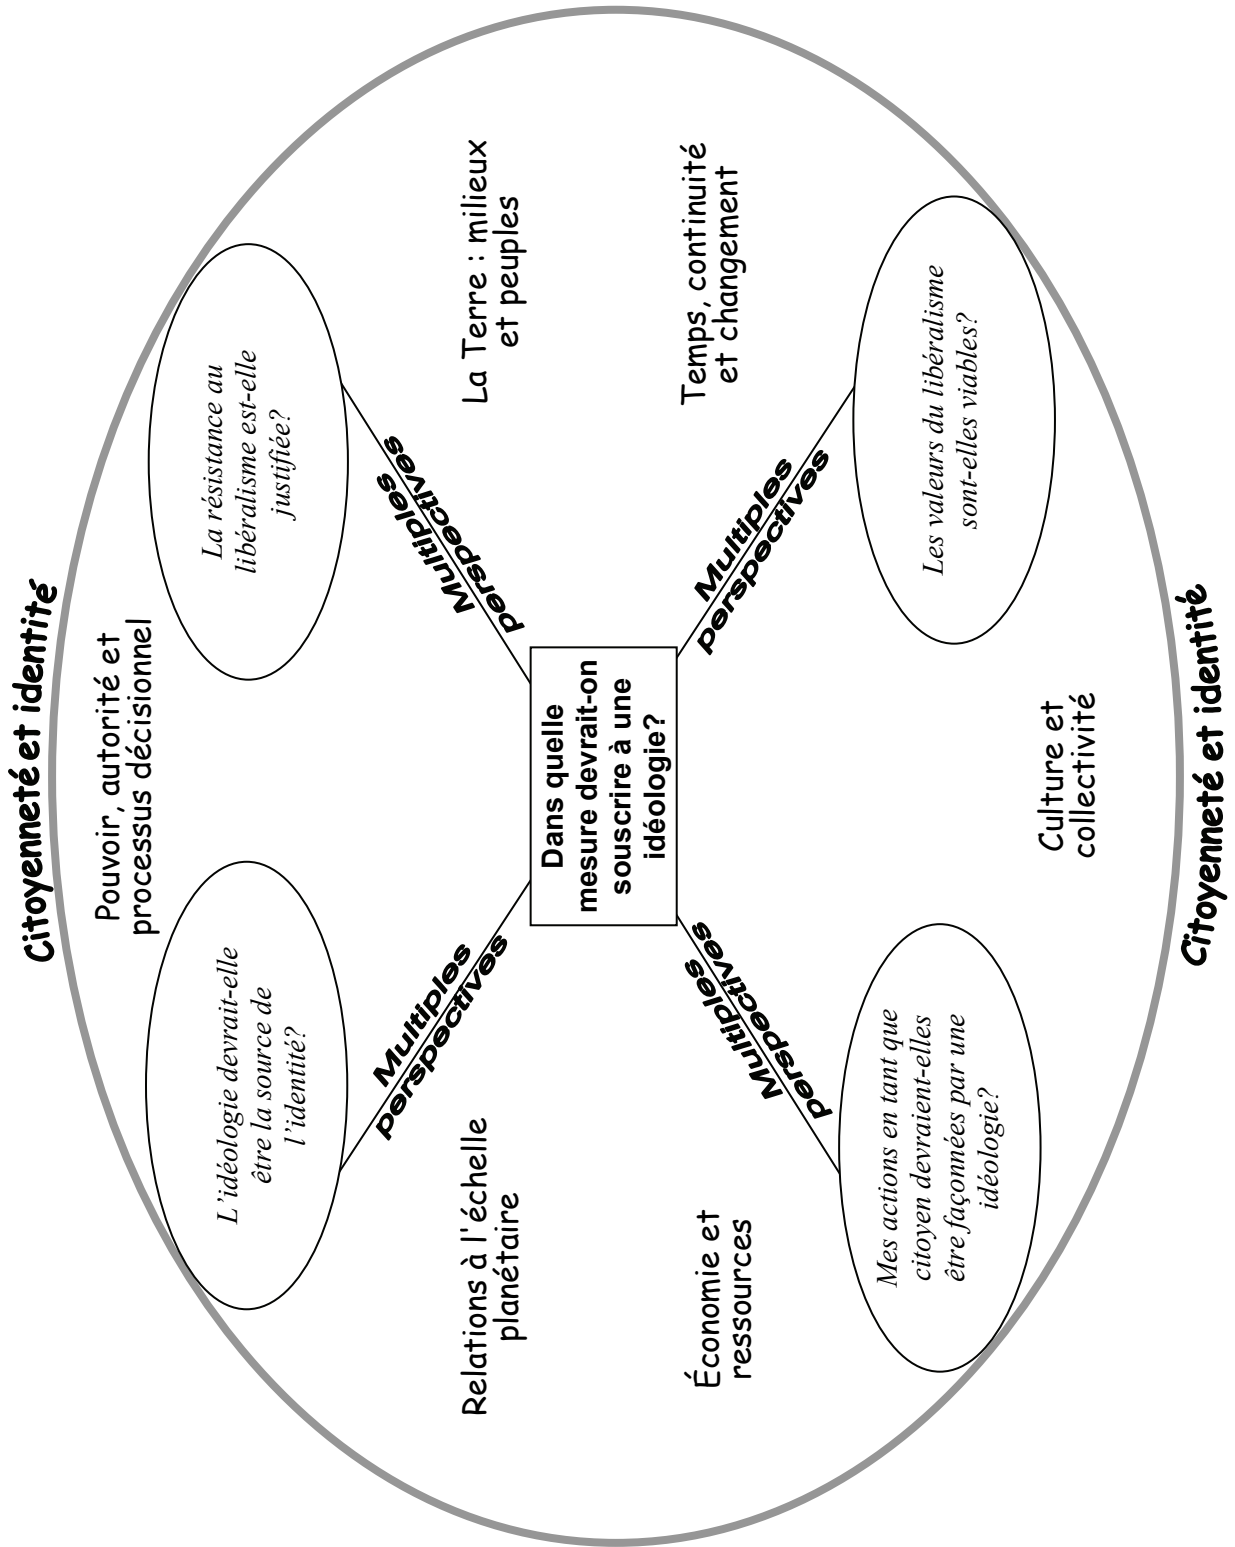 Citoyenneté et identité
Pouvoir, autorité et
processus décisionnel
L'idéologie devrait-elle
être la source de
l'identité?
La résistance au
libéralisme est-elle
justifiée?
Multiples
perspectives
Multiples
perspectives
Relations à l'échelle
planétaire
La Terre : milieux
et peuples
Dans quelle
mesure devrait-on
souscrire à une
idéologie?
Économie et
ressources
Temps, continuité
et changement
Multiples
perspectives
Multiples
perspectives
Mes actions en tant que
citoyen devraient-elles
être façonnées par une
idéologie?
Les valeurs du libéralisme
sont-elles viables?
Culture et
collectivité
Citoyenneté et identité